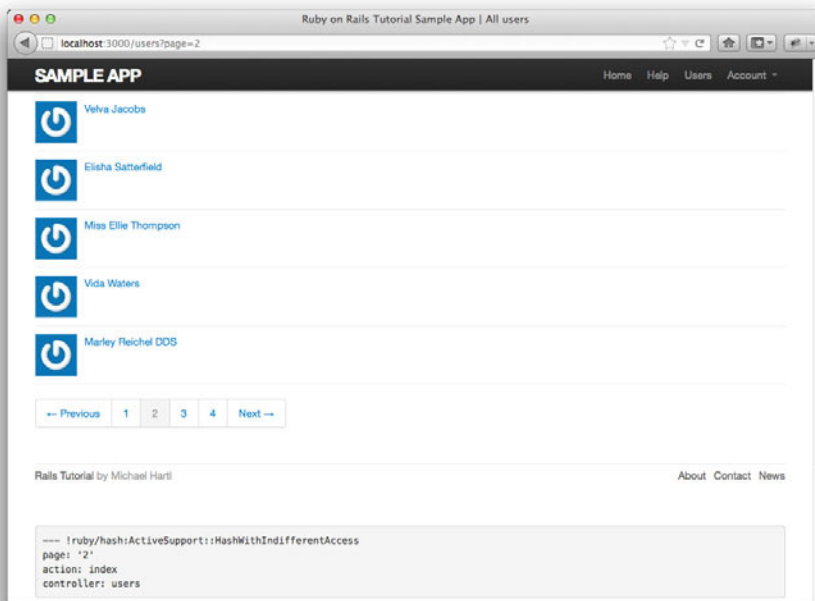 Ruby on Rails Tutorial Sample App | All users
localhost:3000/users?page=2
SAMPLE APP Home Help Users Account
Velva Jacobs
Elisha Satterfield
Miss Ellie Thompson
Vida Waters
Marley Reichel DDS
← Previous 1 2 3 4 Next →
Rails Tutorial by Michael Hartl About Contact News
--- !ruby/hash:ActiveSupport::HashWithIndifferentAccess
page: '2'
action: index
controller: users